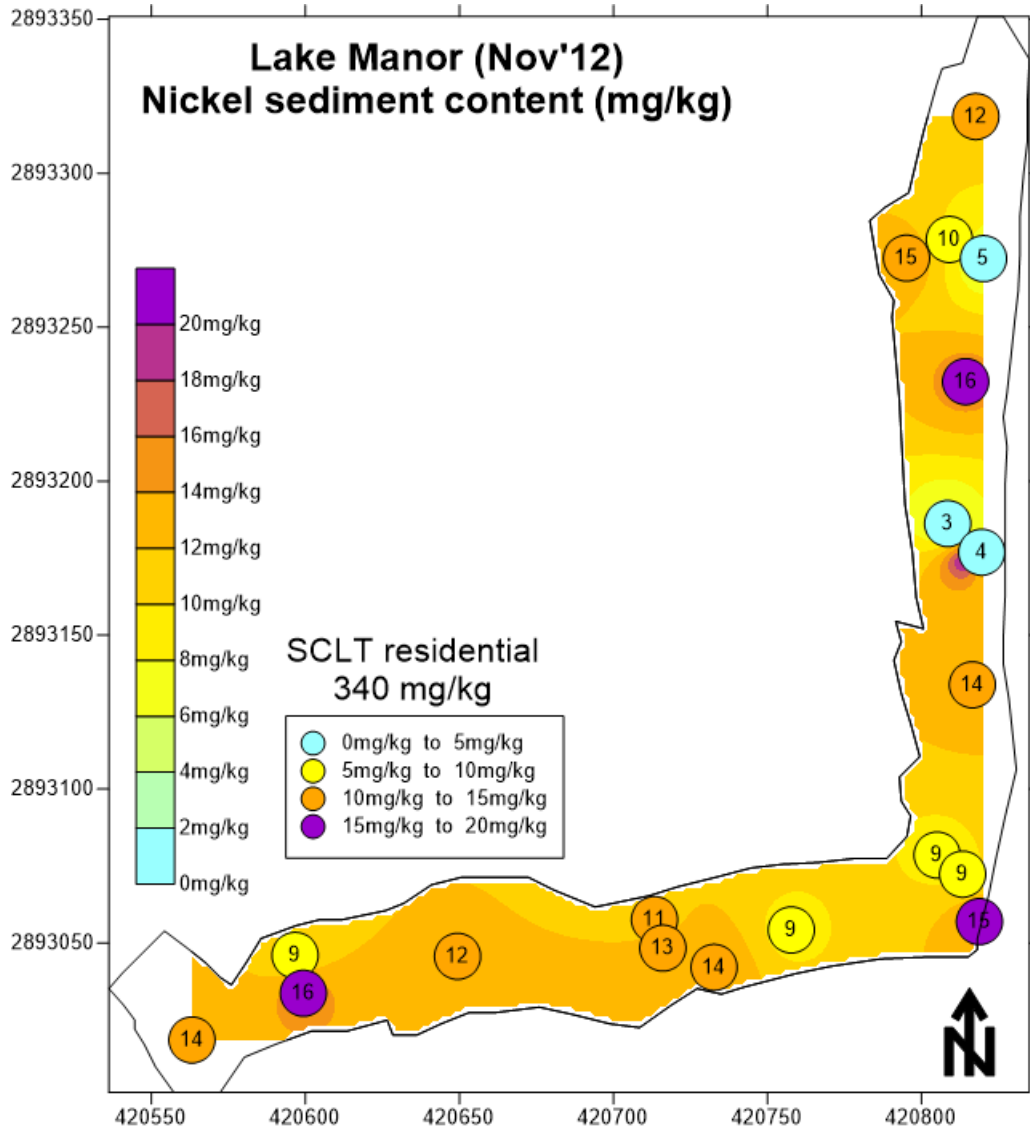 Lake Manor (Nov'12)
Nickel sediment content (mg/kg)
2893350
2893300
2893250
2893200
2893150
2893100
2893050
20mg/kg
18mg/kg
16mg/kg
14mg/kg
12mg/kg
10mg/kg
8mg/kg
6mg/kg
4mg/kg
2mg/kg
0mg/kg
SCLT residential
340 mg/kg
0mg/kg to 5mg/kg
5mg/kg to 10mg/kg
10mg/kg to 15mg/kg
15mg/kg to 20mg/kg
12
10
15
5
16
3
4
14
9
9
15
11
13
9
14
12
9
16
14
N
420550
420600
420650
420700
420750
420800